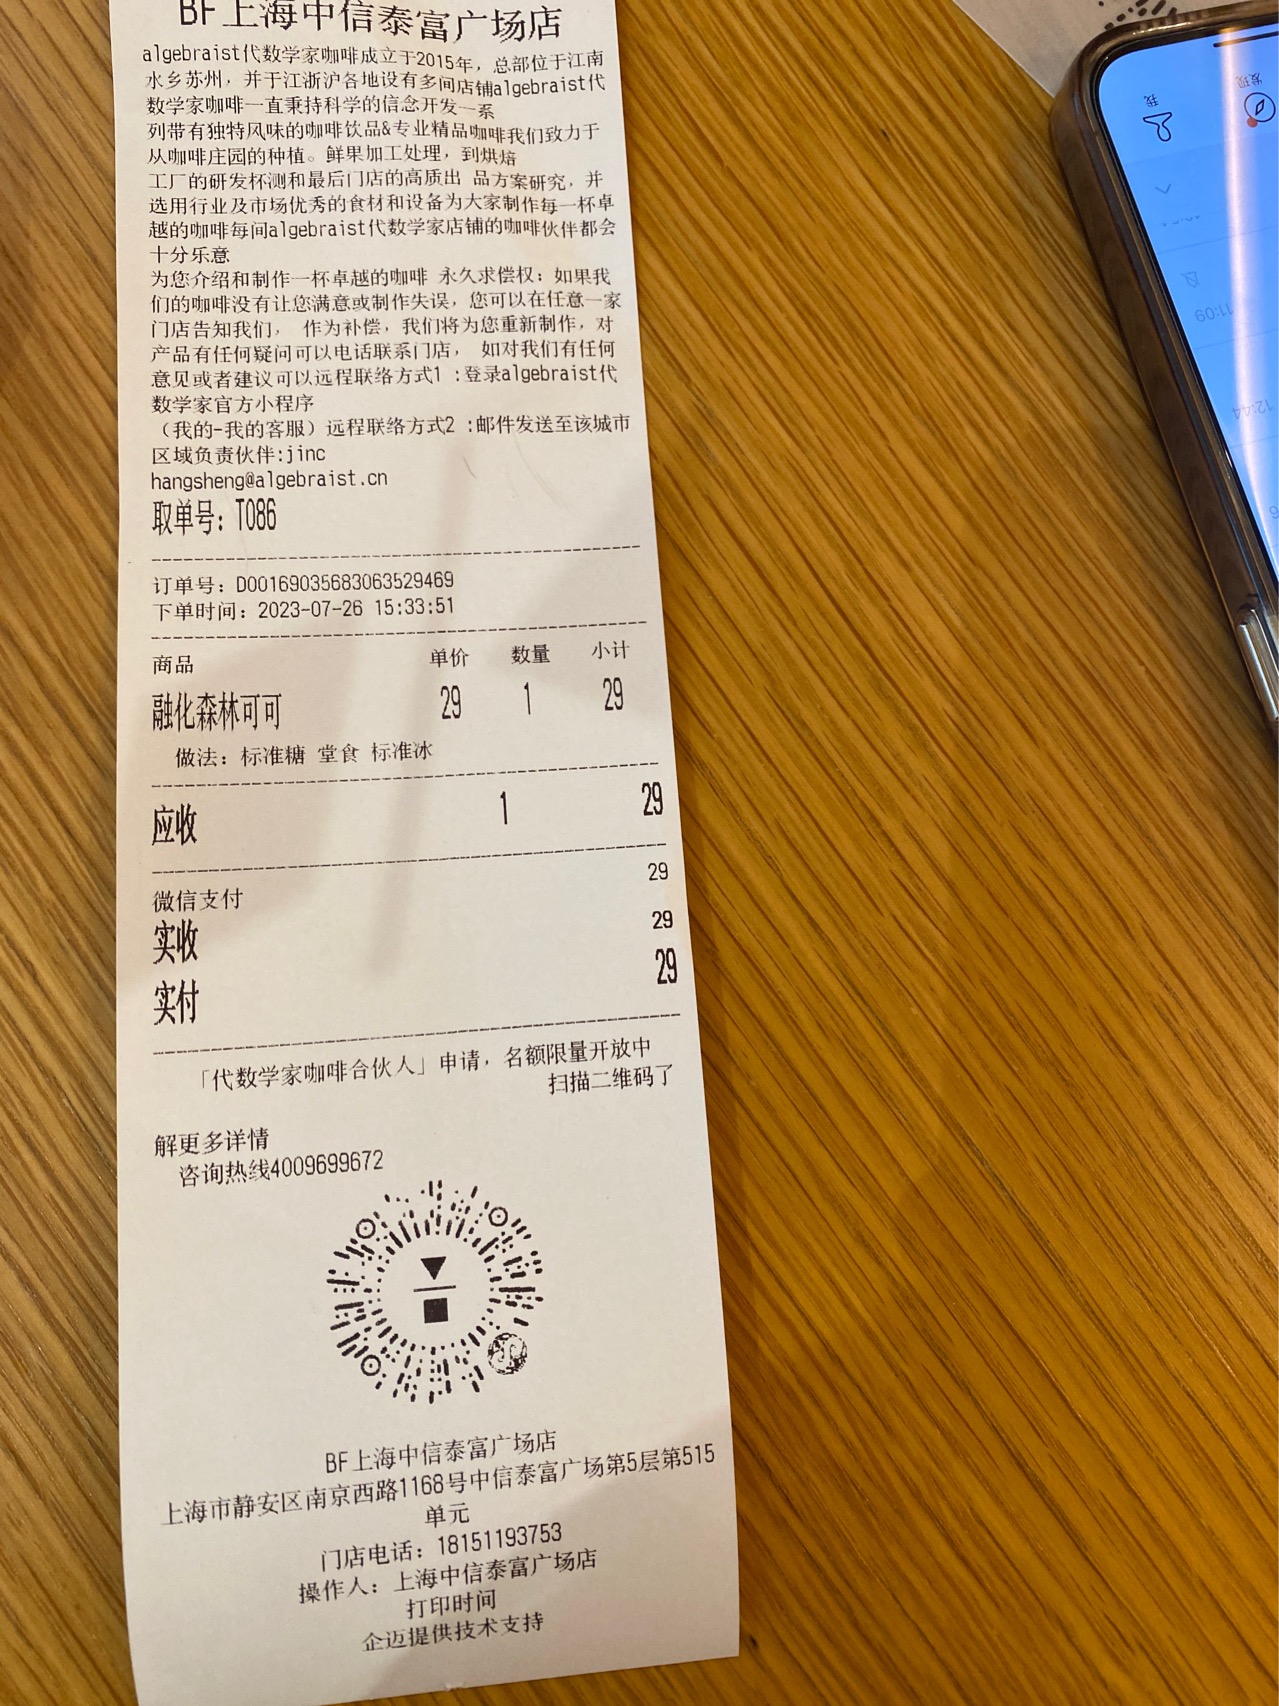 BF上海中信泰富广场店
algebraist代数学家咖啡成立于2015年，总部位于江南
水乡苏州，并于江浙沪各地设有多间店铺algebraist代
数学家咖啡一直秉持科学的信念开发一系
列带有独特风味的咖啡饮品&专业精品咖啡我们致力于
从咖啡庄园的种植。鲜果加工处理，到烘焙
工厂的研发杯测和最后门店的高质出 品方案研究，并
选用行业及市场优秀的食材和设备为大家制作每一杯卓
越的咖啡每间algebraist代数学家店铺的咖啡伙伴都会
十分乐意
为您介绍和制作一杯卓越的咖啡 永久求偿权：如果我
们的咖啡没有让您满意或制作失误，您可以在任意一家
门店告知我们， 作为补偿，我们将为您重新制作，对
产品有任何疑问可以电话联系门店， 如对我们有任何
意见或者建议可以远程联络方式1 :登录algebraist代
数学家官方小程序
（我的-我的客服）远程联络方式2 :邮件发送至该城市
区域负责伙伴:jinc
hangsheng@algebraist.cn
取单号: T086
订单号: D00169035683063529469
下单时间: 2023-07-26 15:33:51
商品 单价 数量 小计
融化森林可可 29 1 29
做法: 标准糖 堂食 标准冰
应收 1 29
微信支付 29
实收 29
实付 29
「代数学家咖啡合伙人」申请，名额限量开放中
扫描二维码了
解更多详情
咨询热线4009699672
BF上海中信泰富广场店
上海市静安区南京西路1168号中信泰富广场第5层第515
单元
门店电话: 18151193753
操作人: 上海中信泰富广场店
打印时间
企迈提供技术支持
发现
我
11:09
12:44